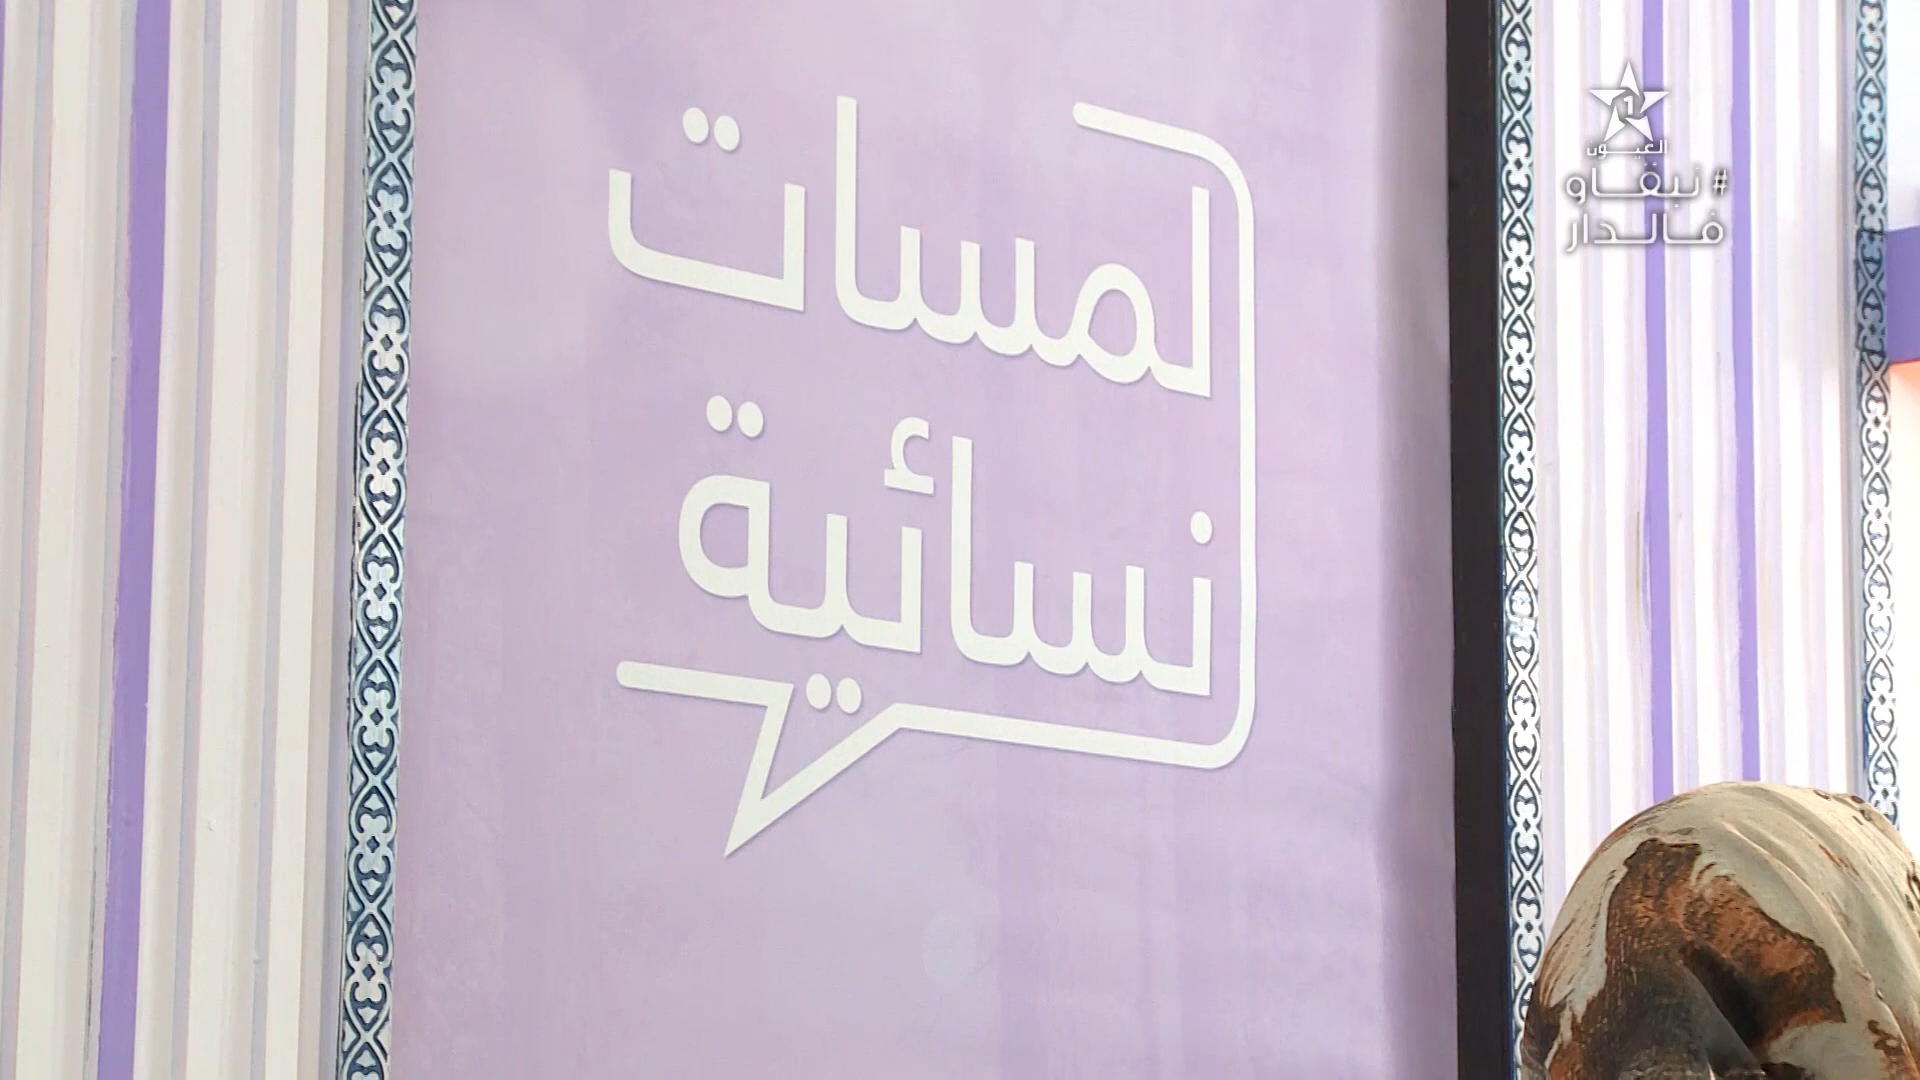 لمسات
نسائية
العيون
#نبقاو
فالدار